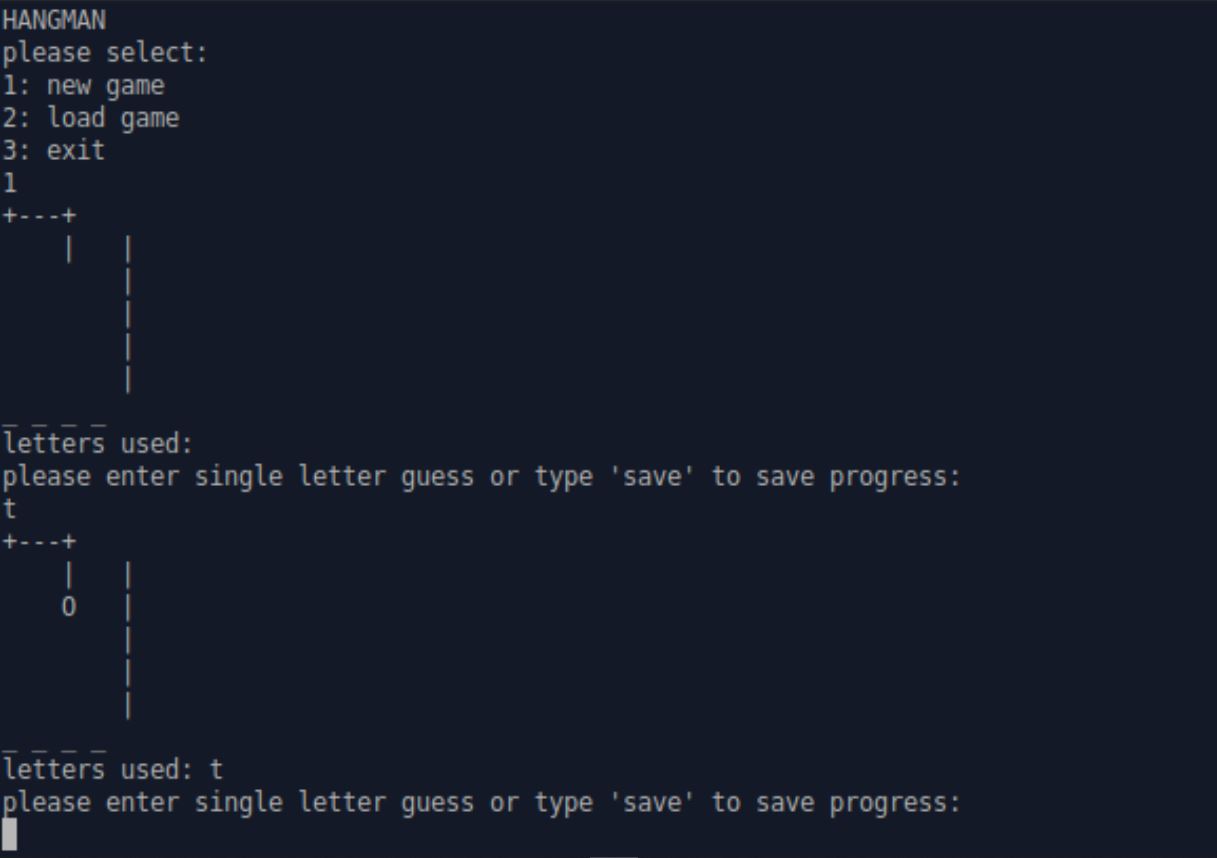 HANGMAN
please select:
1: new game
2: load game
3: exit
1
+---+
    |   |
        |
        |
        |
        |
_ _ _ _
letters used:
please enter single letter guess or type 'save' to save progress:
t
+---+
    |   |
    O   |
        |
        |
        |
_ _ _ _
letters used: t
please enter single letter guess or type 'save' to save progress: